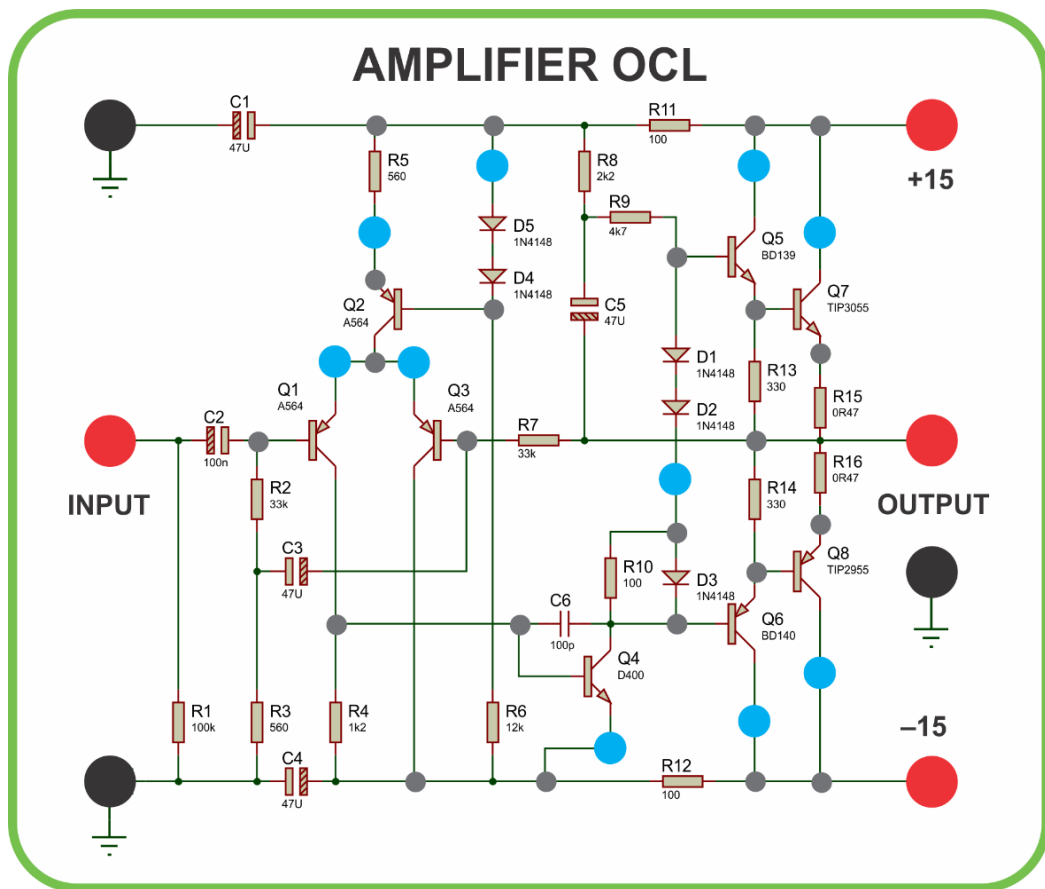 AMPLIFIER OCL
C1
47U
R5
560
D5
1N4148
D4
1N4148
Q2
A564
R8
2k2
R9
4k7
R11
100
+15
Q5
BD139
Q7
TIP3055
C5
47U
D1
1N4148
D2
1N4148
R13
330
R15
0R47
Q1
A564
Q3
A564
C2
100n
R7
33k
INPUT
R2
33k
C3
47U
R14
330
R16
0R47
OUTPUT
R10
100
D3
1N4148
Q8
TIP2955
C6
100p
Q4
D400
Q6
BD140
R1
100k
R3
560
R4
1k2
R6
12k
C4
47U
R12
100
–15